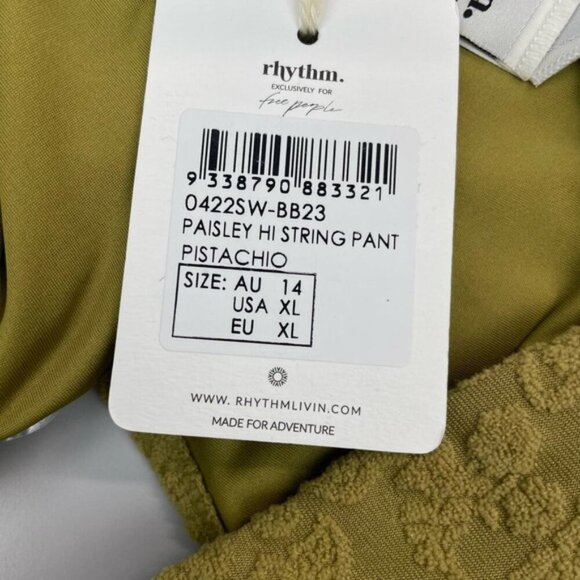 rhythm.
EXCLUSIVELY FOR
free people
9 338790 883321
0422SW-BB23
PAISLEY HI STRING PANT
PISTACHIO
SIZE: AU 14
USA XL
EU XL
WWW.RHYTHMLIVIN.COM
MADE FOR ADVENTURE